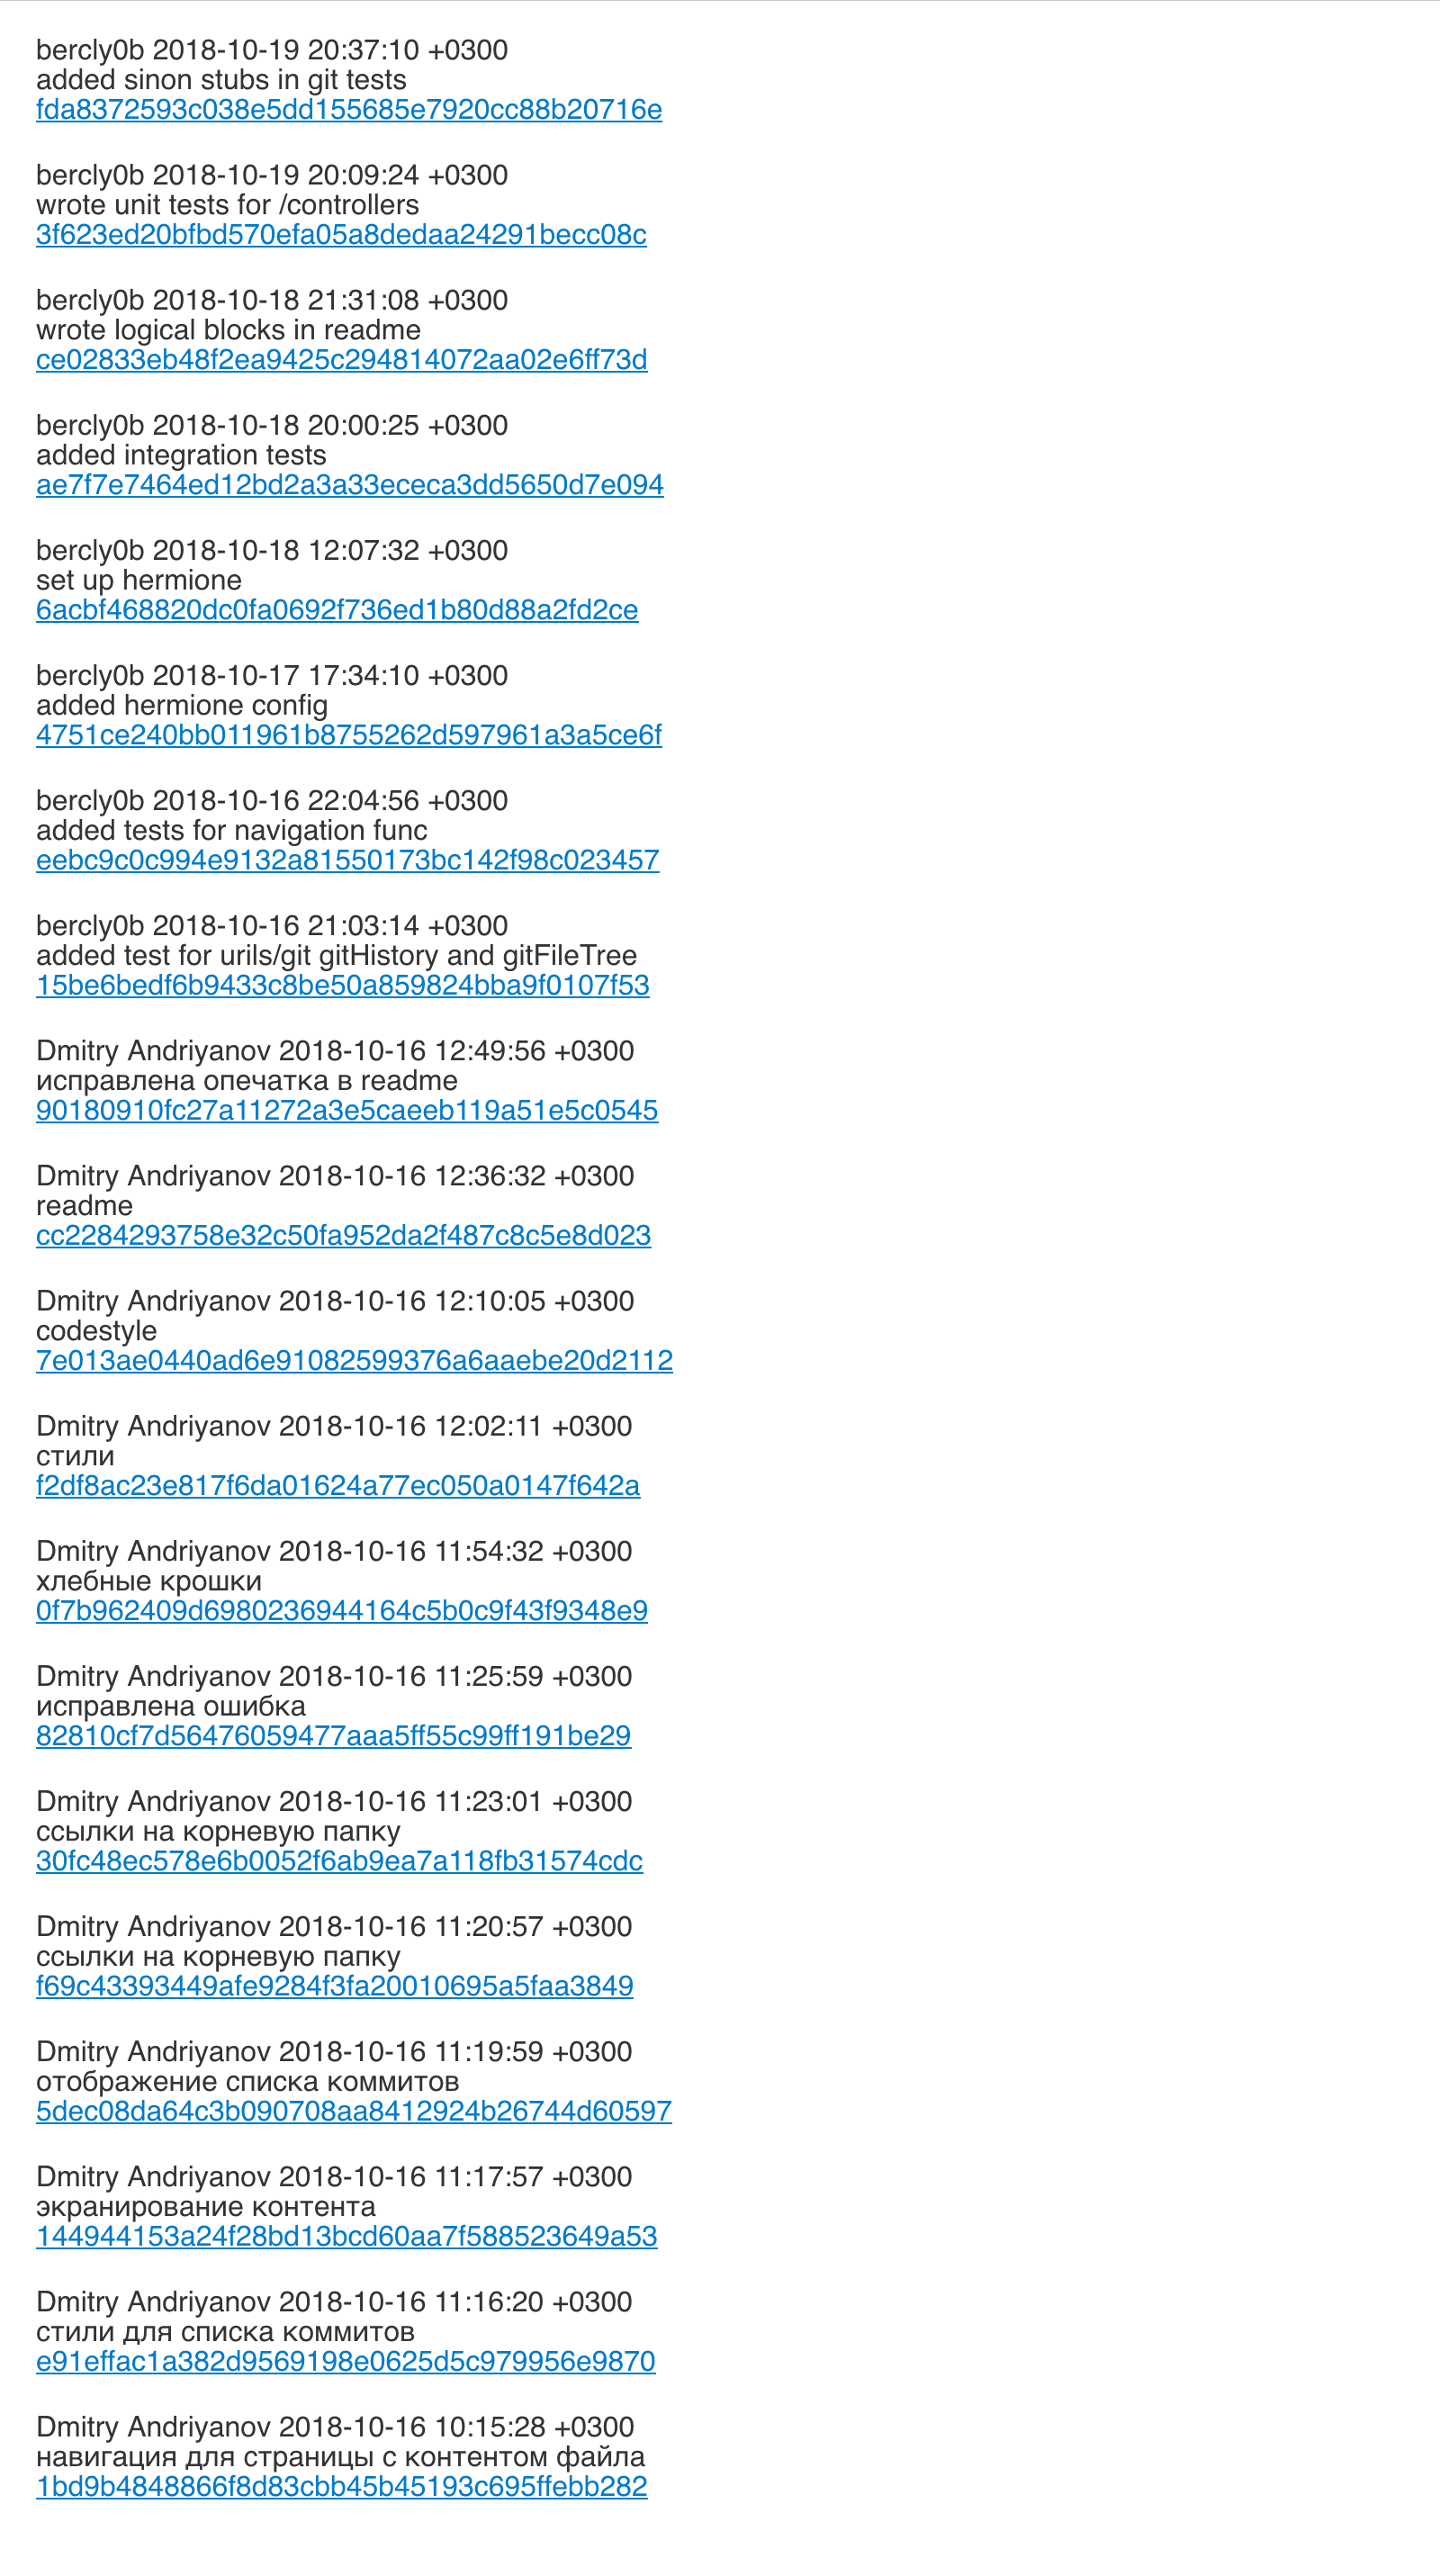 bercly0b 2018-10-19 20:37:10 +0300
added sinon stubs in git tests
fda8372593c038e5dd155685e7920cc88b20716e
bercly0b 2018-10-19 20:09:24 +0300
wrote unit tests for /controllers
3f623ed20bfbd570efa05a8dedaa24291becc08c
bercly0b 2018-10-18 21:31:08 +0300
wrote logical blocks in readme
ce02833eb48f2ea9425c294814072aa02e6ff73d
bercly0b 2018-10-18 20:00:25 +0300
added integration tests
ae7f7e7464ed12bd2a3a33ececa3dd5650d7e094
bercly0b 2018-10-18 12:07:32 +0300
set up hermione
6acbf468820dc0fa0692f736ed1b80d88a2fd2ce
bercly0b 2018-10-17 17:34:10 +0300
added hermione config
4751ce240bb011961b8755262d597961a3a5ce6f
bercly0b 2018-10-16 22:04:56 +0300
added tests for navigation func
eebc9c0c994e9132a81550173bc142f98c023457
bercly0b 2018-10-16 21:03:14 +0300
added test for urils/git gitHistory and gitFileTree
15be6bedf6b9433c8be50a859824bba9f0107f53
Dmitry Andriyanov 2018-10-16 12:49:56 +0300
исправлена опечатка в readme
90180910fc27a11272a3e5caeeb119a51e5c0545
Dmitry Andriyanov 2018-10-16 12:36:32 +0300
readme
cc2284293758e32c50fa952da2f487c8c5e8d023
Dmitry Andriyanov 2018-10-16 12:10:05 +0300
codestyle
7e013ae0440ad6e91082599376a6aaebe20d2112
Dmitry Andriyanov 2018-10-16 12:02:11 +0300
стили
f2df8ac23e817f6da01624a77ec050a0147f642a
Dmitry Andriyanov 2018-10-16 11:54:32 +0300
хлебные крошки
0f7b962409d6980236944164c5b0c9f43f9348e9
Dmitry Andriyanov 2018-10-16 11:25:59 +0300
исправлена ошибка
82810cf7d56476059477aaa5ff55c99ff191be29
Dmitry Andriyanov 2018-10-16 11:23:01 +0300
ссылки на корневую папку
30fc48ec578e6b0052f6ab9ea7a118fb31574cdc
Dmitry Andriyanov 2018-10-16 11:20:57 +0300
ссылки на корневую папку
f69c43393449afe9284f3fa20010695a5faa3849
Dmitry Andriyanov 2018-10-16 11:19:59 +0300
отображение списка коммитов
5dec08da64c3b090708aa8412924b26744d60597
Dmitry Andriyanov 2018-10-16 11:17:57 +0300
экранирование контента
144944153a24f28bd13bcd60aa7f588523649a53
Dmitry Andriyanov 2018-10-16 11:16:20 +0300
стили для списка коммитов
e91effac1a382d9569198e0625d5c979956e9870
Dmitry Andriyanov 2018-10-16 10:15:28 +0300
навигация для страницы с контентом файла
1bd9b4848866f8d83cbb45b45193c695ffebb282